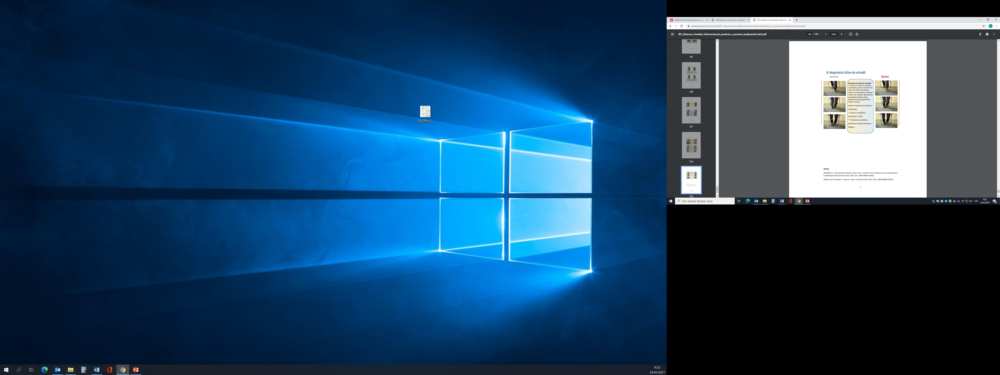 CWCMR_8...
9:22
24.03.2021
Lékařská fakulta Masarykovy uni
Metodika ke zpracování závěreč
BP_Urbanova_Vendula_Informov
is.muni.cz/auth/th/o3yah/BP_Urbanova_Vendula_Informovanost_pacientu_o_pozivani_podpaznich_berli.pdf
BP_Urbanova_Vendula_Informovanost_pacientu_o_pozivani_podpaznich_berli.pdf
103 / 104
100%
99
100
101
102
103
8. Nesprávná chůze do schodů
Správně
Špatně
Nesprávná chůze do schodů:
Při chůzi ze schodů si rozhodně
nepočítáme, jako při prosté chůzi
vpřed. Při chůzi do schodů
zdravá noha pacienta vytahuje
nahoru do schodů. Správnému
provedení pohybu může
bránit porucha kognitivních
funkcí a strach.
Správné schéma do schodů je
následující:
1. zdravá 2. postižená
končetina 3. berle
* V obrázku je postižená
končetina značena červeným
křížkem
Zdroje:
HALADOVÁ, E., Léčebná tělesná výchova: cvičení. Vyd. 3., nezměněn. Brno: Národní centrum ošetřovatelství
a nelékařských zdravotnických oborů, 2007. 134 s. ISBN 9788070134603.
DUNGL, Pavel. Ortopedie. 2., přeprac. a dopl. vyd. Praha: Grada, 2014. 1192 s. ISBN 9788024743578.
Sem zadejte hledaný výraz
CES
9:22
24.03.2021